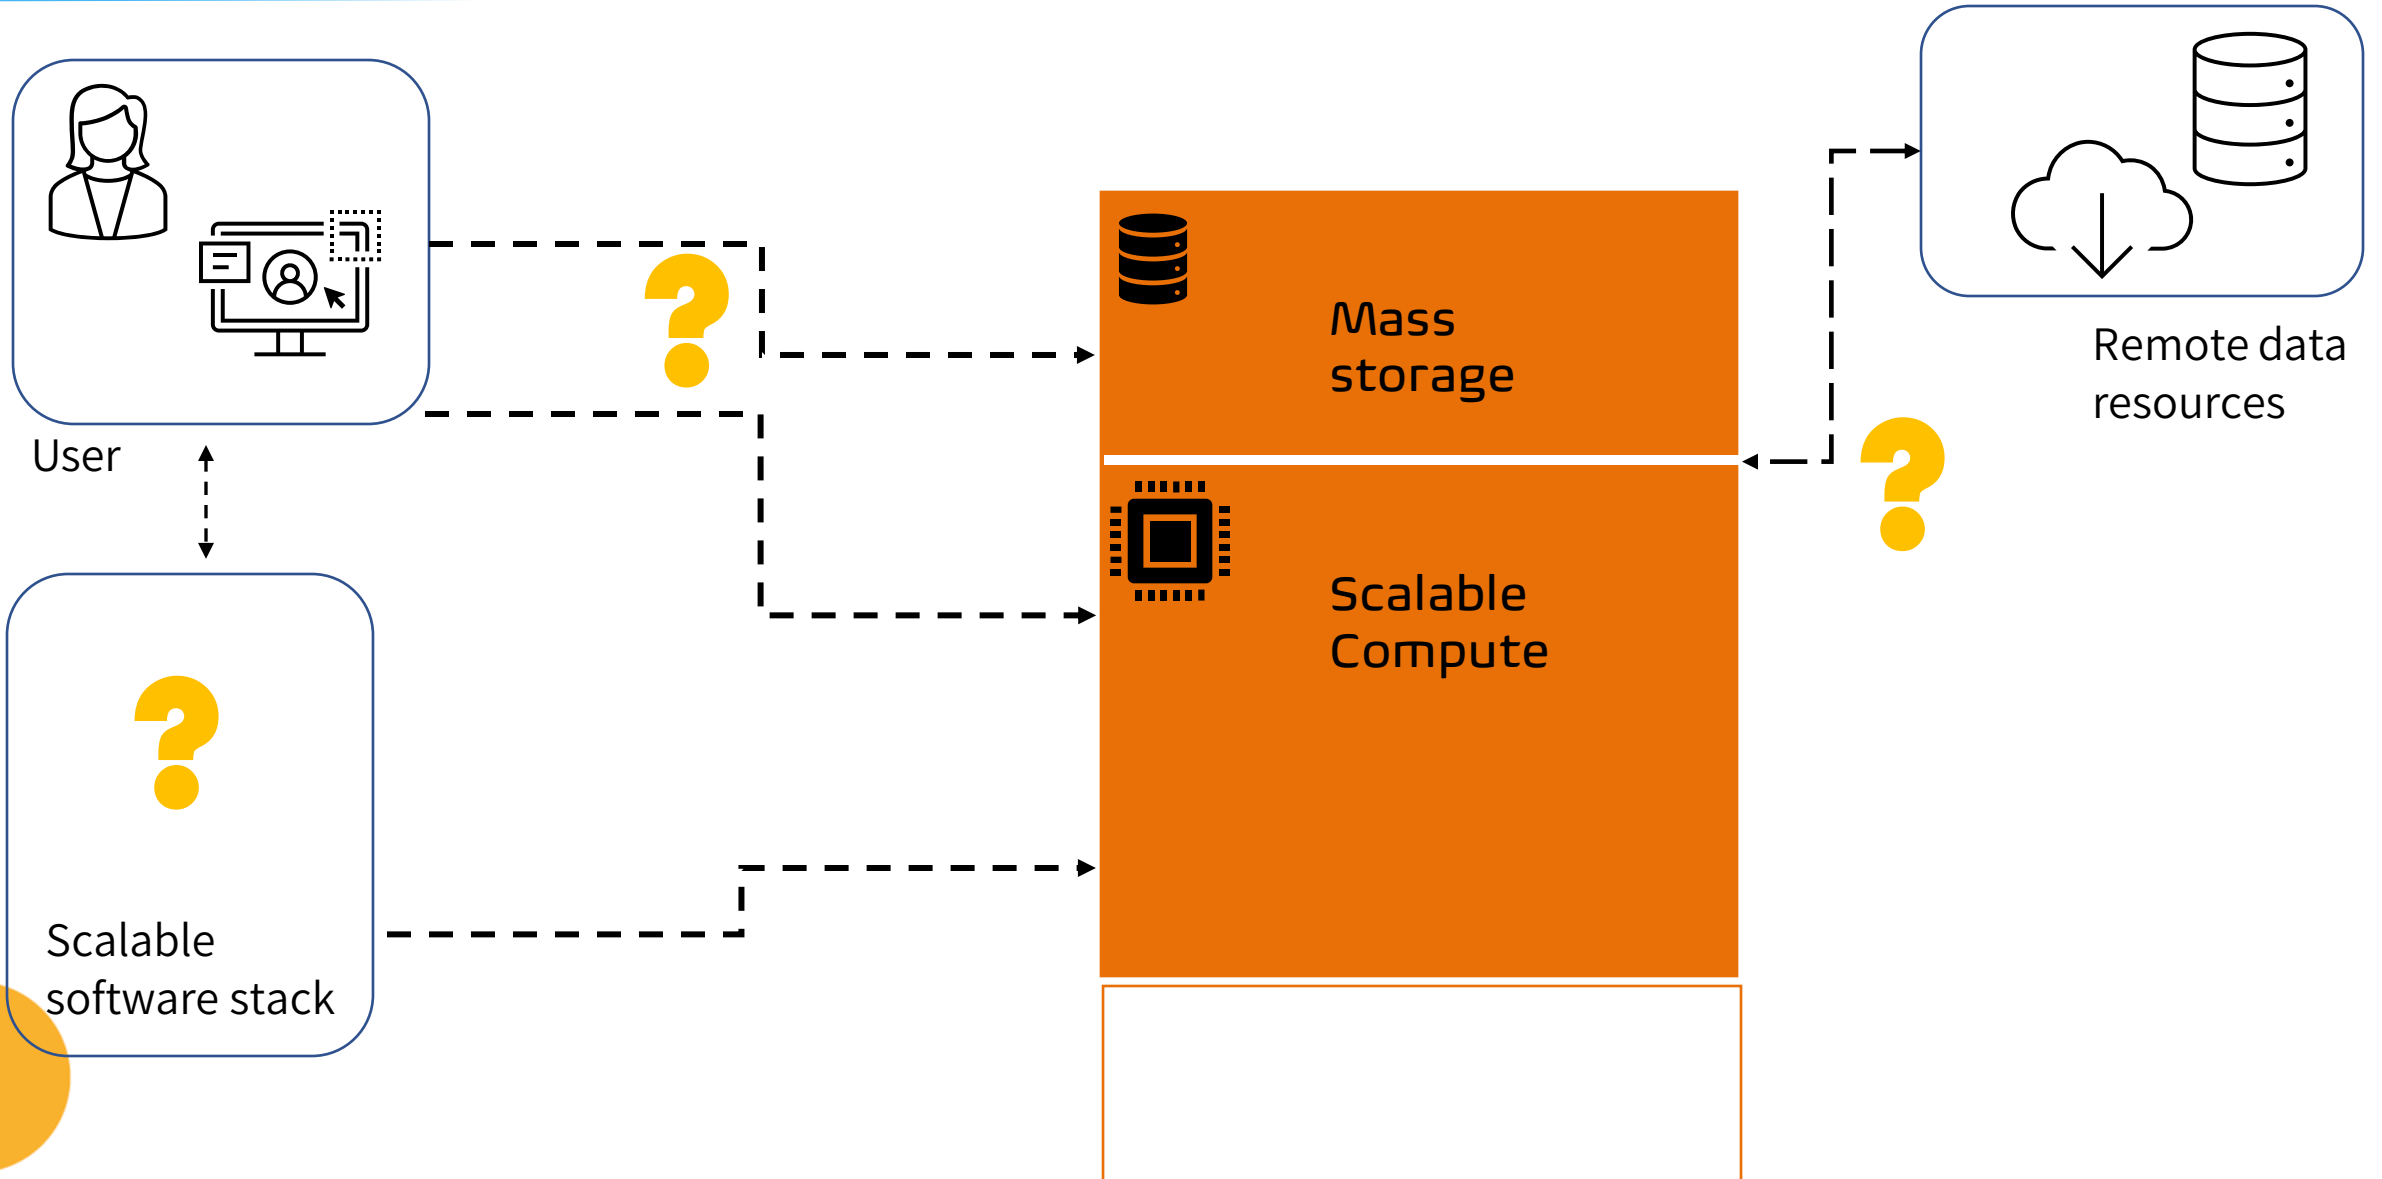 User
?
Mass
storage
Remote data
resources
?
Scalable
Compute
?
Scalable
software stack